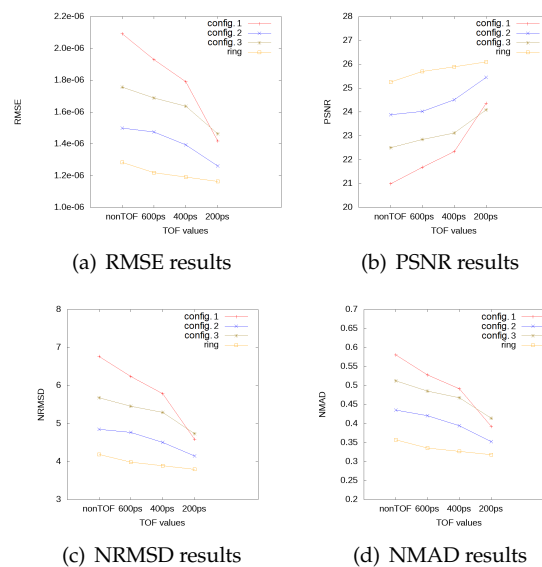 config. 1
config. 2
config. 3
ring
2.2e-06
2.0e-06
1.8e-06
1.6e-06
1.4e-06
1.2e-06
1.0e-06
RMSE
nonTOF 600ps 400ps 200ps
TOF values
(a) RMSE results
config. 1
config. 2
config. 3
ring
28
27
26
25
24
23
22
21
20
PSNR
nonTOF 600ps 400ps 200ps
TOF values
(b) PSNR results
config. 1
config. 2
config. 3
ring
8
7
6
5
4
3
NRMSD
nonTOF 600ps 400ps 200ps
TOF values
(c) NRMSD results
config. 1
config. 2
config. 3
ring
0.7
0.65
0.6
0.55
0.5
0.45
0.4
0.35
0.3
0.25
0.2
NMAD
nonTOF 600ps 400ps 200ps
TOF values
(d) NMAD results